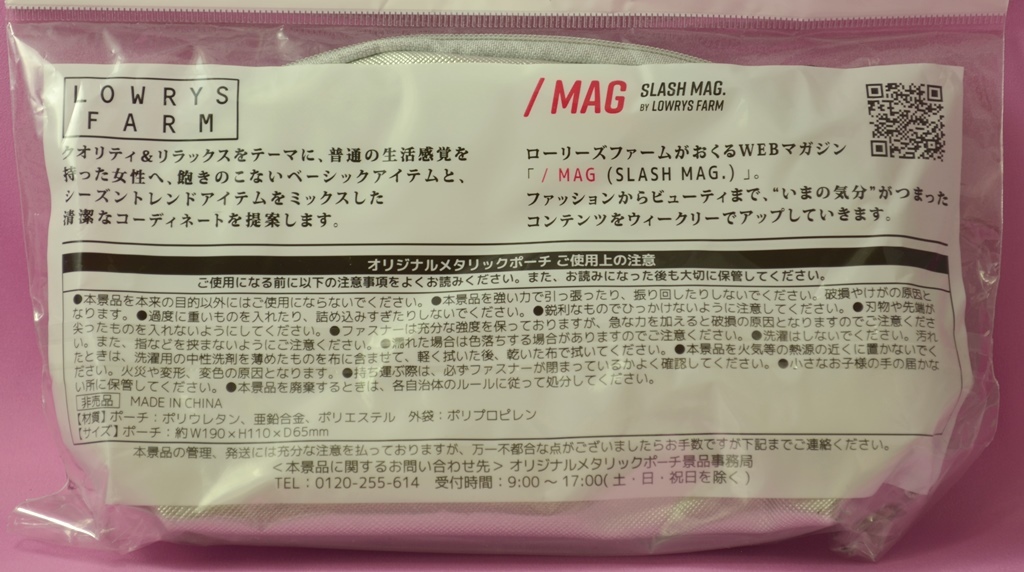 LOWRYS
FARM
クオリティ&リラックスをテーマに、普通の生活感覚を
持った女性へ、飽きのこないベーシックアイテムと、
シーズントレンドアイテムをミックスした
清潔なコーディネートを提案します。
/ MAG SLASH MAG.
BY LOWRYS FARM
ローリーズファームがおくるWEBマガジン
「 / MAG (SLASH MAG.) 」。
ファッションからビューティまで、“いまの気分”がつまった
コンテンツをウィークリーでアップしていきます。
オリジナルメタリックポーチ ご使用上の注意
ご使用になる前に以下の注意事項をよくお読みください。また、お読みになった後も大切に保管してください。
●本景品を本来の目的以外にはご使用にならないでください。●本景品を強い力で引っ張ったり、振り回したりしないでください。破損やけがの原因と
なります。●過度に重いものを入れたり、詰め込みすぎたりしないでください。●鋭利なものでひっかけないように注意してください。●刃物や先端が
尖ったものを入れないようにしてください。●ファスナーは充分な強度を保っておりますが、急な力を加えると破損の原因となりますのでご注意くださ
い。また、指などを挟まないようにご注意ください。●濡れた場合は色落ちする場合がありますのでご注意ください。●洗濯はしないでください。汚れ
たときは、洗濯用の中性洗剤を薄めたものを布に含ませて、軽く拭いた後、乾いた布で拭いてください。●本景品を火気等の熱源の近くに置かないでく
ださい。火災や変形、変色の原因となります。●持ち運ぶ際は、必ずファスナーが閉まっているかよく確認してください。●小さなお子様の手の届かな
い所に保管してください。●本景品を廃棄するときは、各自治体のルールに従って処分してください。
非売品 MADE IN CHINA
【材質】ポーチ：ポリウレタン、亜鉛合金、ポリエステル 外袋：ポリプロピレン
【サイズ】ポーチ：約W190×H110×D65mm
本景品の管理、発送には充分な注意を払っておりますが、万一不都合な点がございましたらお手数ですが下記までご連絡ください。
＜本景品に関するお問い合わせ先＞ オリジナルメタリックポーチ景品事務局
TEL：0120-255-614 受付時間：9:00～17:00(土・日・祝日を除く)